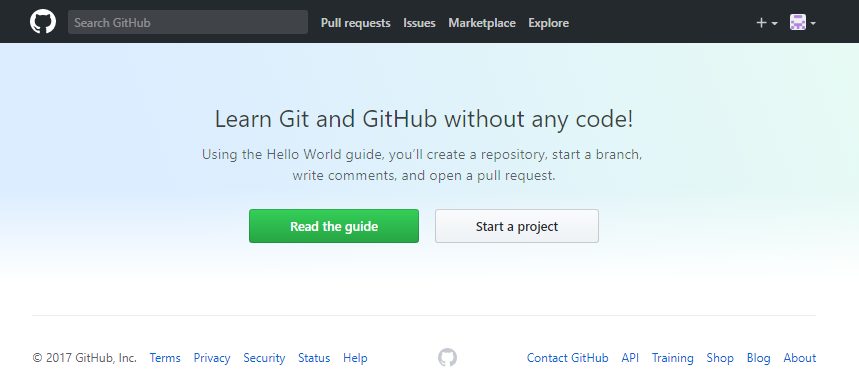 Search GitHub Pull requests Issues Marketplace Explore
Learn Git and GitHub without any code!
Using the Hello World guide, you’ll create a repository, start a branch,
write comments, and open a pull request.
Read the guide Start a project
© 2017 GitHub, Inc. Terms Privacy Security Status Help Contact GitHub API Training Shop Blog About